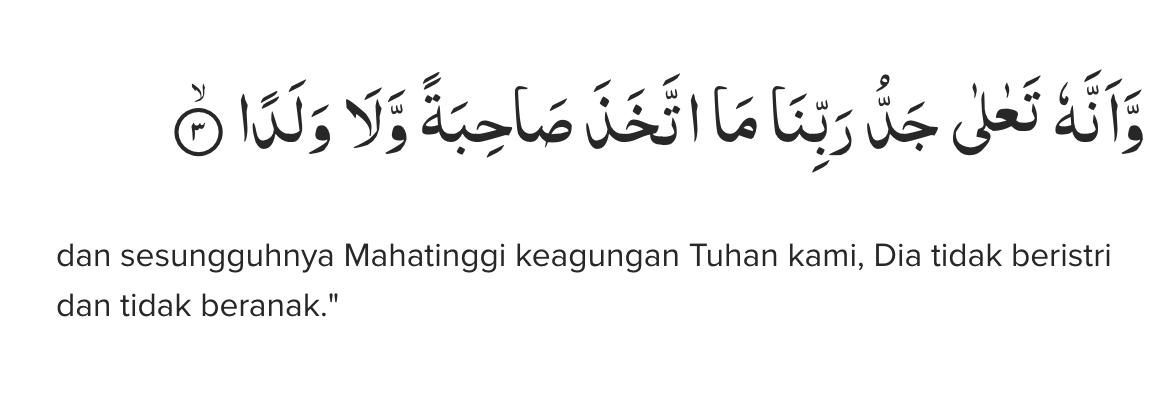 وَّاَنَّهٗ تَعٰلٰى جَدُّ رَبِّنَا مَا اتَّخَذَ صَاحِبَةً وَّلَا وَلَدًاۙ ٣
dan sesungguhnya Mahatinggi keagungan Tuhan kami, Dia tidak beristri
dan tidak beranak."